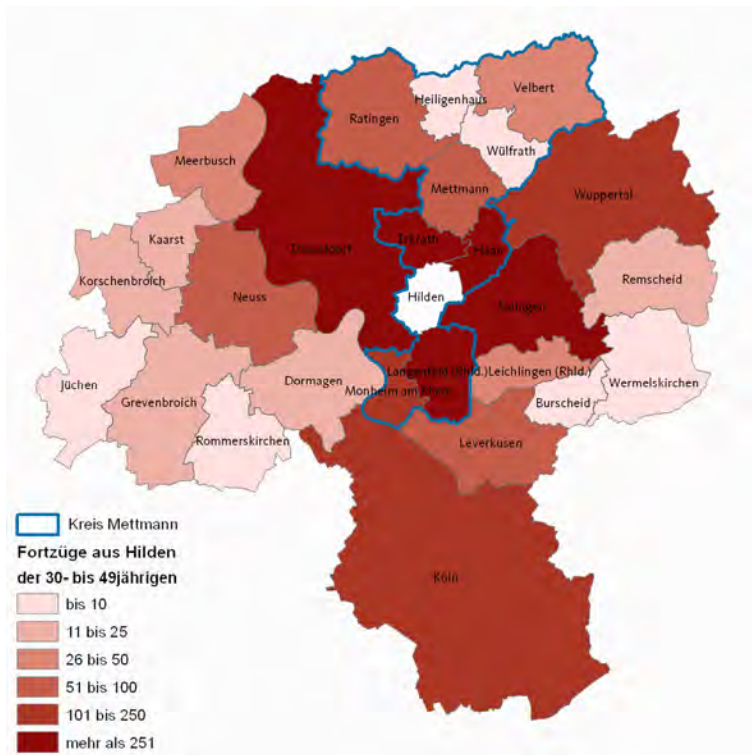 Velbert
Heiligenhaus
Ratingen
Wülfrath
Meerbusch
Mettmann
Wuppertal
Kaarst
Erkrath
Düsseldorf
Haan
Korschenbroich
Remscheid
Neuss
Hilden
Solingen
Langenfeld (Rhld.)
Leichlingen (Rhld.)
Jüchen
Dormagen
Monheim am Rhein
Wermelskirchen
Grevenbroich
Burscheid
Rommerskirchen
Leverkusen
Köln
Kreis Mettmann
Fortzüge aus Hilden
der 30- bis 49jährigen
bis 10
11 bis 25
26 bis 50
51 bis 100
101 bis 250
mehr als 251